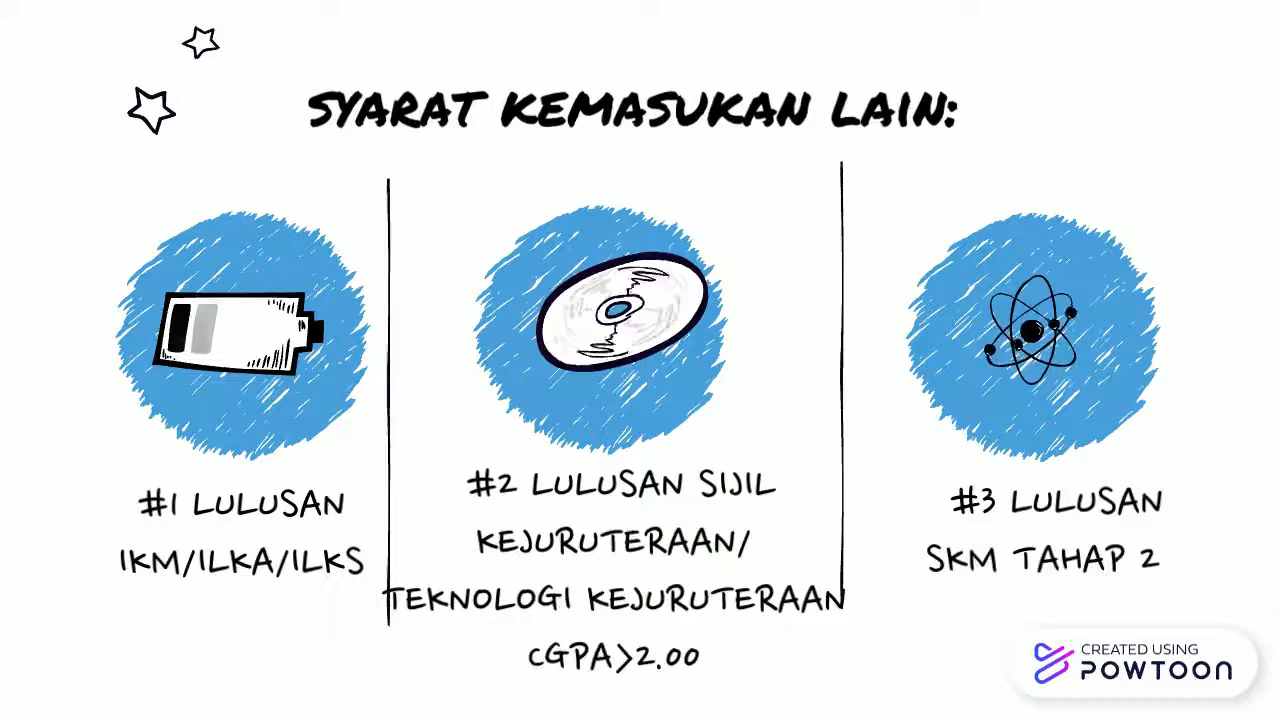 SYARAT KEMASUKAN LAIN:
#1 LULUSAN
IKM/ILKA/ILKS
#2 LULUSAN SIJIL
KEJURUTERAAN/
TEKNOLOGI KEJURUTERAAN
CGPA>2.00
#3 LULUSAN
SKM TAHAP 2
CREATED USING
POWTOON